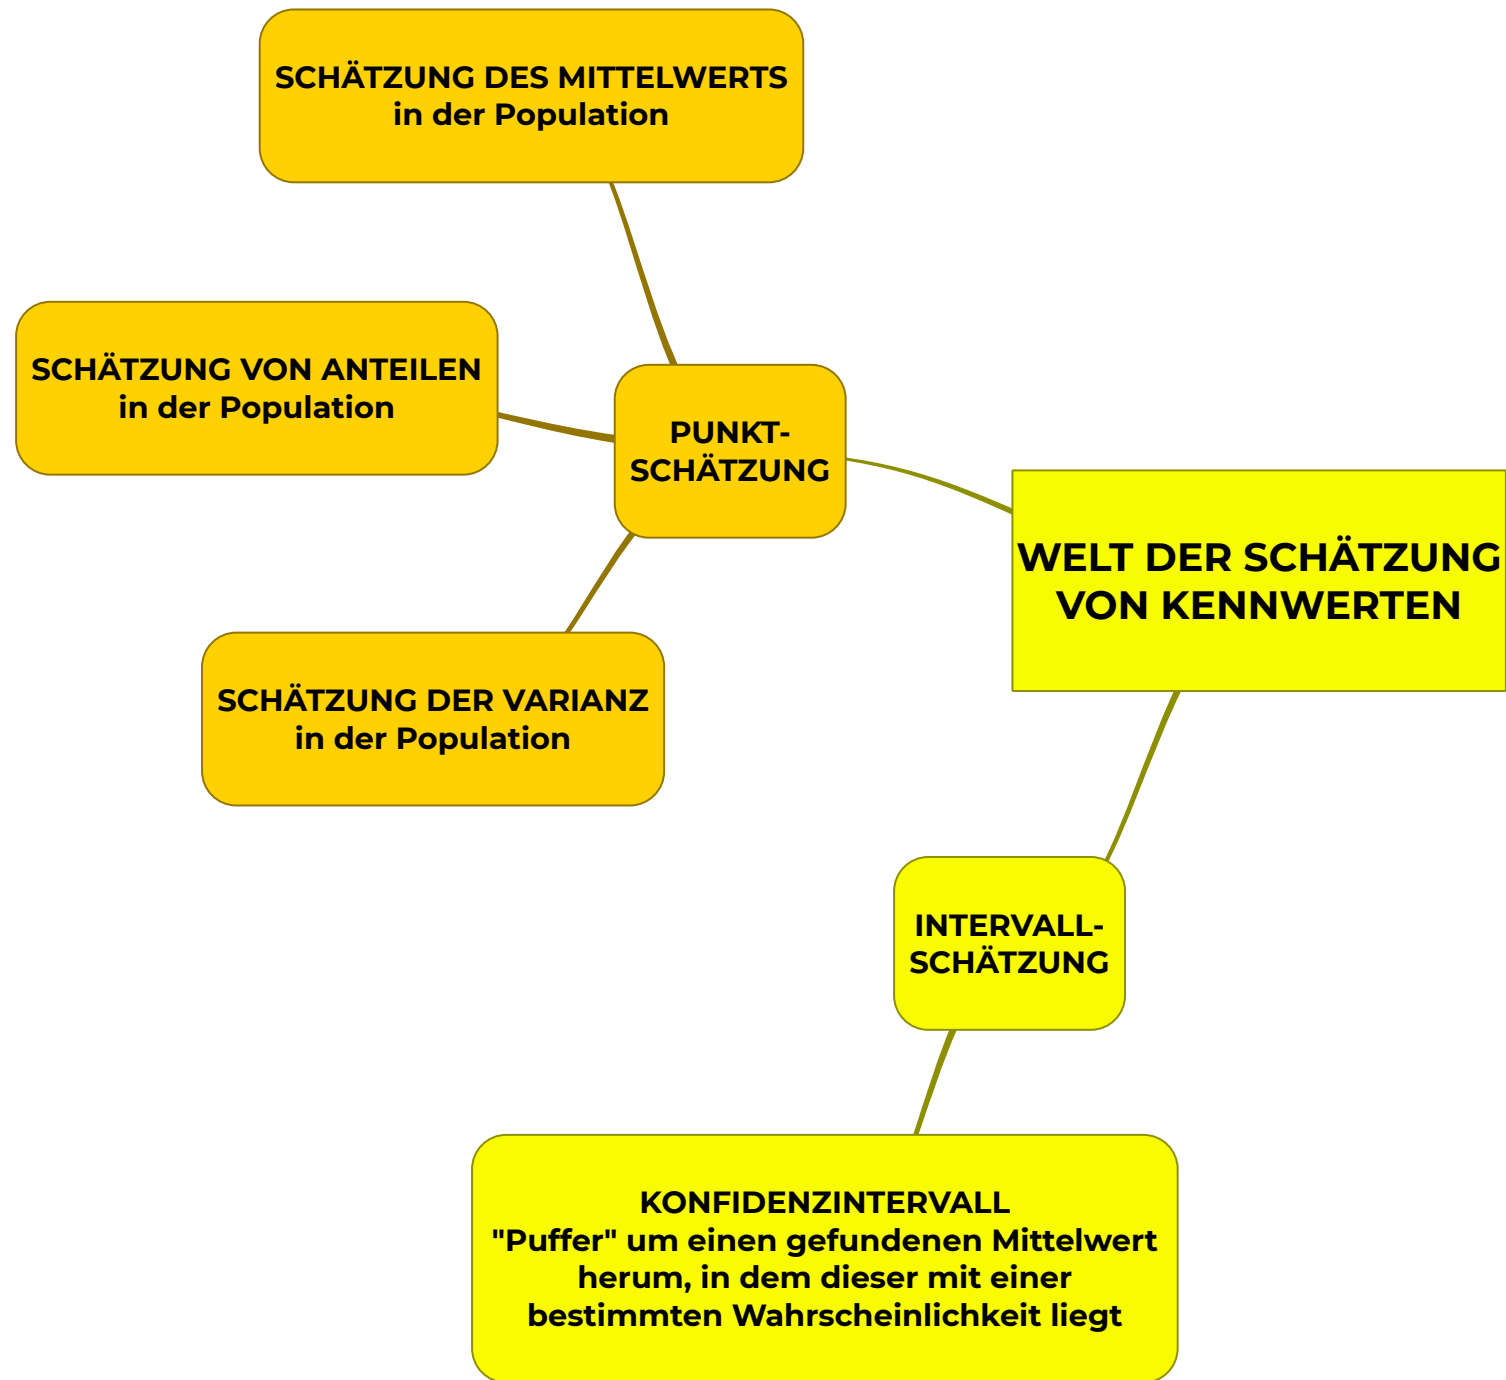 SCHÄTZUNG DES MITTELWERTS
in der Population
SCHÄTZUNG VON ANTEILEN
in der Population
PUNKT-
SCHÄTZUNG
WELT DER SCHÄTZUNG
VON KENNWERTEN
SCHÄTZUNG DER VARIANZ
in der Population
INTERVALL-
SCHÄTZUNG
KONFIDENZINTERVALL
"Puffer" um einen gefundenen Mittelwert
herum, in dem dieser mit einer
bestimmten Wahrscheinlichkeit liegt